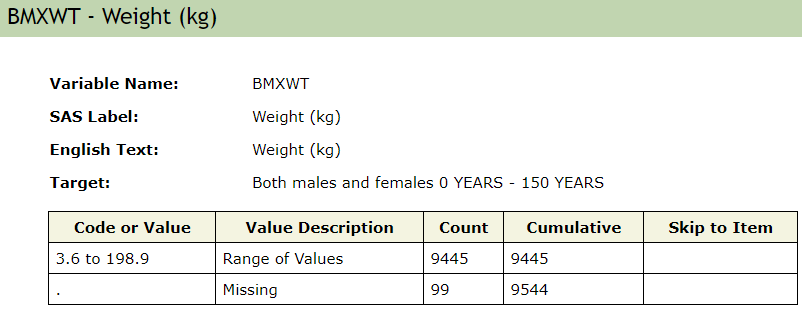 BMXWT - Weight (kg)
Variable Name: BMXWT
SAS Label: Weight (kg)
English Text: Weight (kg)
Target: Both males and females 0 YEARS - 150 YEARS
Code or Value Value Description Count Cumulative Skip to Item
3.6 to 198.9 Range of Values 9445 9445
. Missing 99 9544